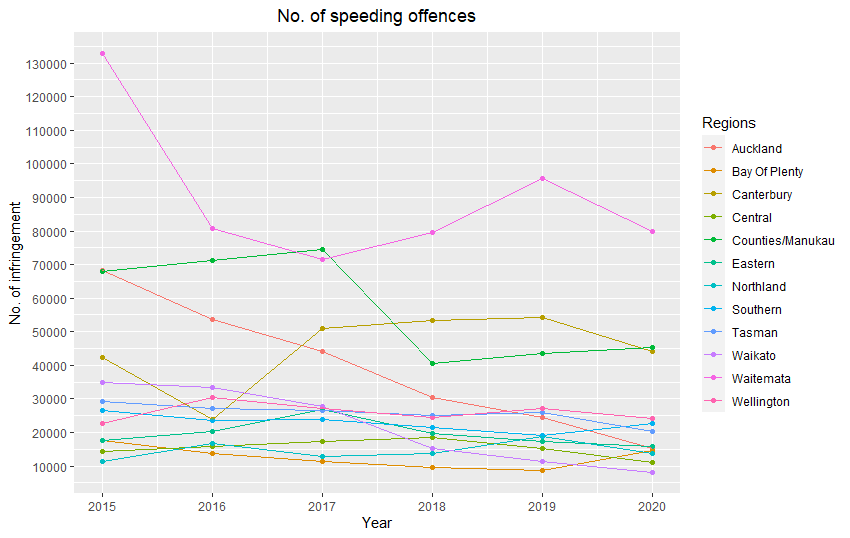 No. of speeding offences
No. of infringement
130000
120000
110000
100000
90000
80000
70000
60000
50000
40000
30000
20000
10000
2015 2016 2017 2018 2019 2020
Year
Regions
Auckland
Bay Of Plenty
Canterbury
Central
Counties/Manukau
Eastern
Northland
Southern
Tasman
Waikato
Waitemata
Wellington